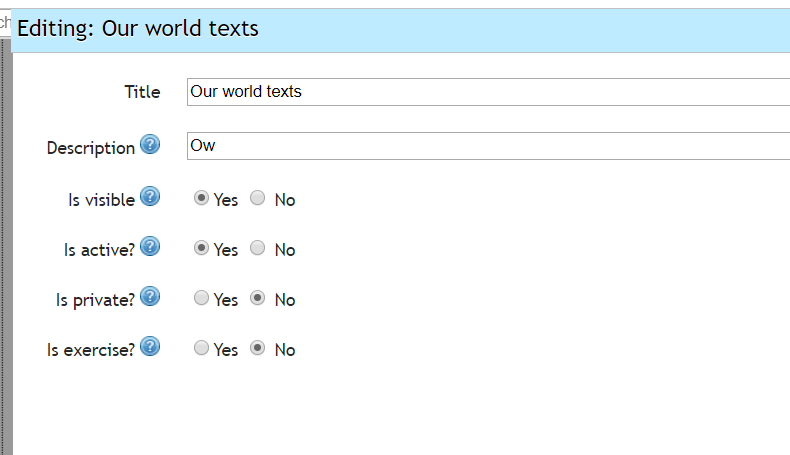 ch
Editing: Our world texts
Title Our world texts
Description ? Ow
Is visible ? Yes No
Is active? ? Yes No
Is private? ? Yes No
Is exercise? ? Yes No